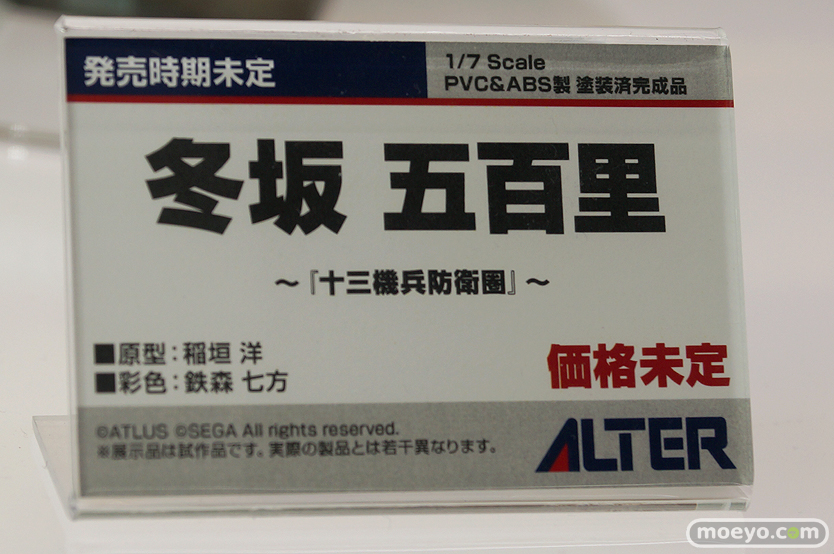 発売時期未定
1/7 Scale
PVC&ABS製 塗装済完成品
冬坂 五百里
～『十三機兵防衛圏』～
■原型：稲垣 洋
■彩色：鉄森 七方
価格未定
©ATLUS ©SEGA All rights reserved.
※展示品は試作品です。実際の製品とは若干異なります。
ALTER
moeyo.com